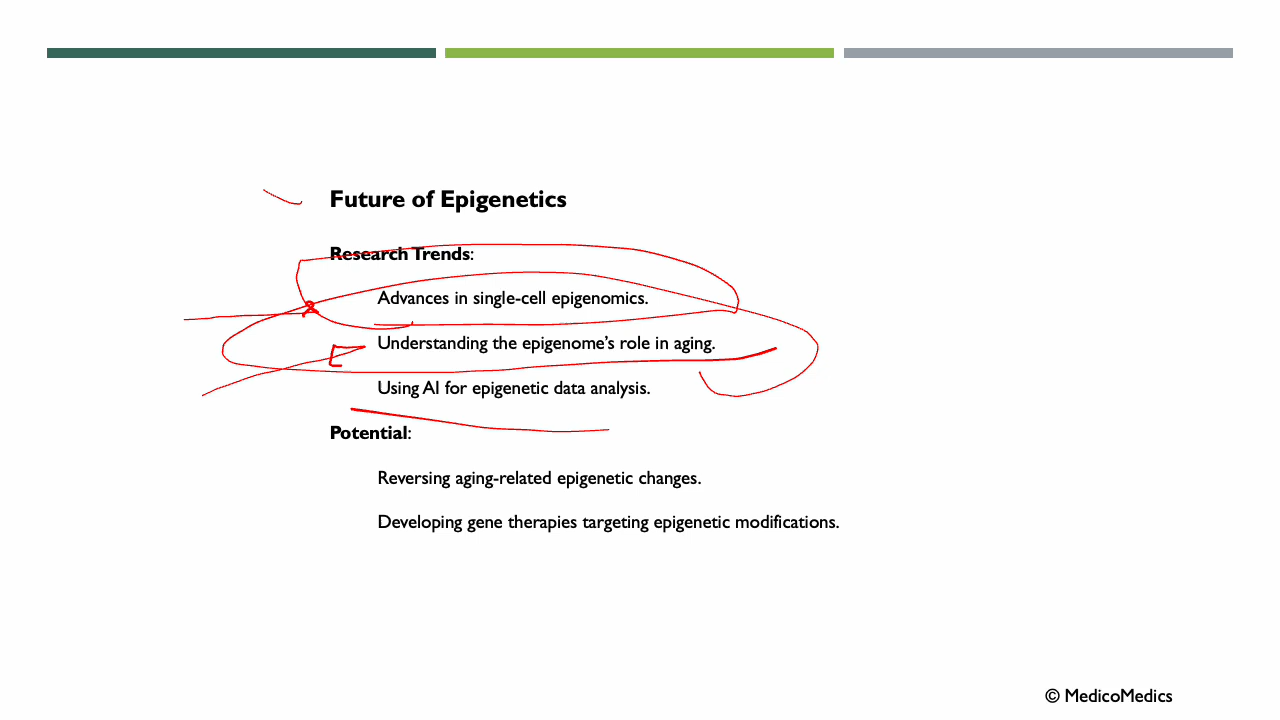 Future of Epigenetics
Research Trends:
Advances in single-cell epigenomics.
Understanding the epigenome’s role in aging.
Using AI for epigenetic data analysis.
Potential:
Reversing aging-related epigenetic changes.
Developing gene therapies targeting epigenetic modifications.
© MedicoMedics